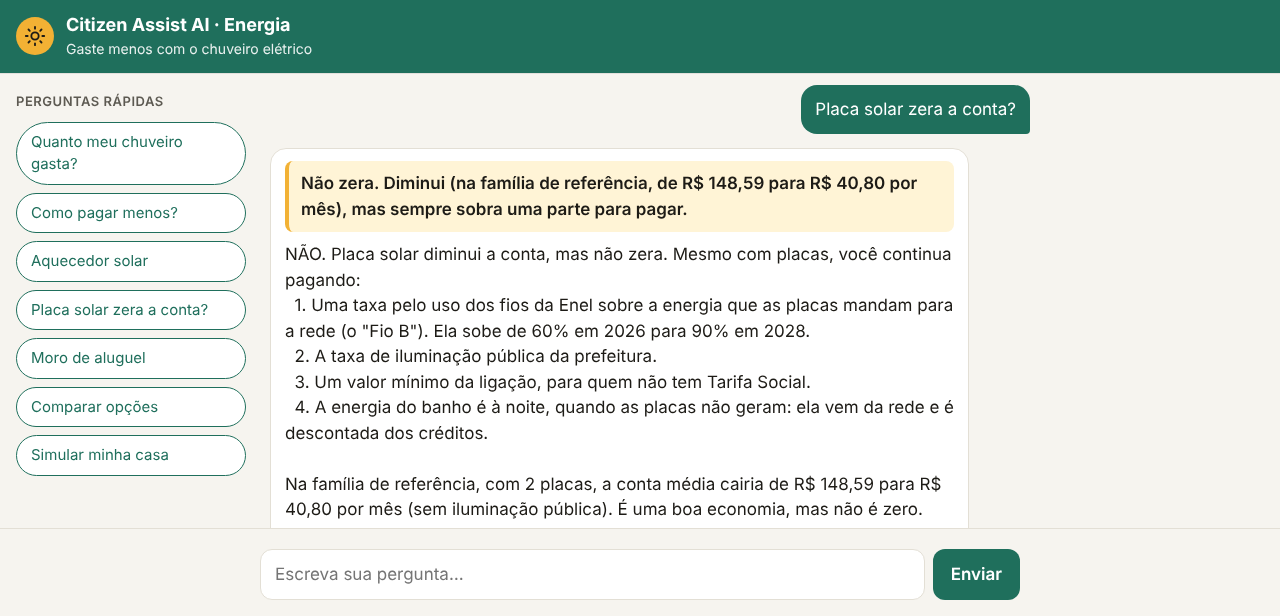 Citizen Assist AI · Energia
Gaste menos com o chuveiro elétrico
PERGUNTAS RÁPIDAS
Quanto meu chuveiro
gasta?
Como pagar menos?
Aquecedor solar
Placa solar zera a conta?
Moro de aluguel
Comparar opções
Simular minha casa
Placa solar zera a conta?
Não zera. Diminui (na família de referência, de R$ 148,59 para R$ 40,80 por
mês), mas sempre sobra uma parte para pagar.
NÃO. Placa solar diminui a conta, mas não zera. Mesmo com placas, você continua
pagando:
1. Uma taxa pelo uso dos fios da Enel sobre a energia que as placas mandam para
a rede (o "Fio B"). Ela sobe de 60% em 2026 para 90% em 2028.
2. A taxa de iluminação pública da prefeitura.
3. Um valor mínimo da ligação, para quem não tem Tarifa Social.
4. A energia do banho é à noite, quando as placas não geram: ela vem da rede e é
descontada dos créditos.
Na família de referência, com 2 placas, a conta média cairia de R$ 148,59 para R$
40,80 por mês (sem iluminação pública). É uma boa economia, mas não é zero.
Escreva sua pergunta...
Enviar